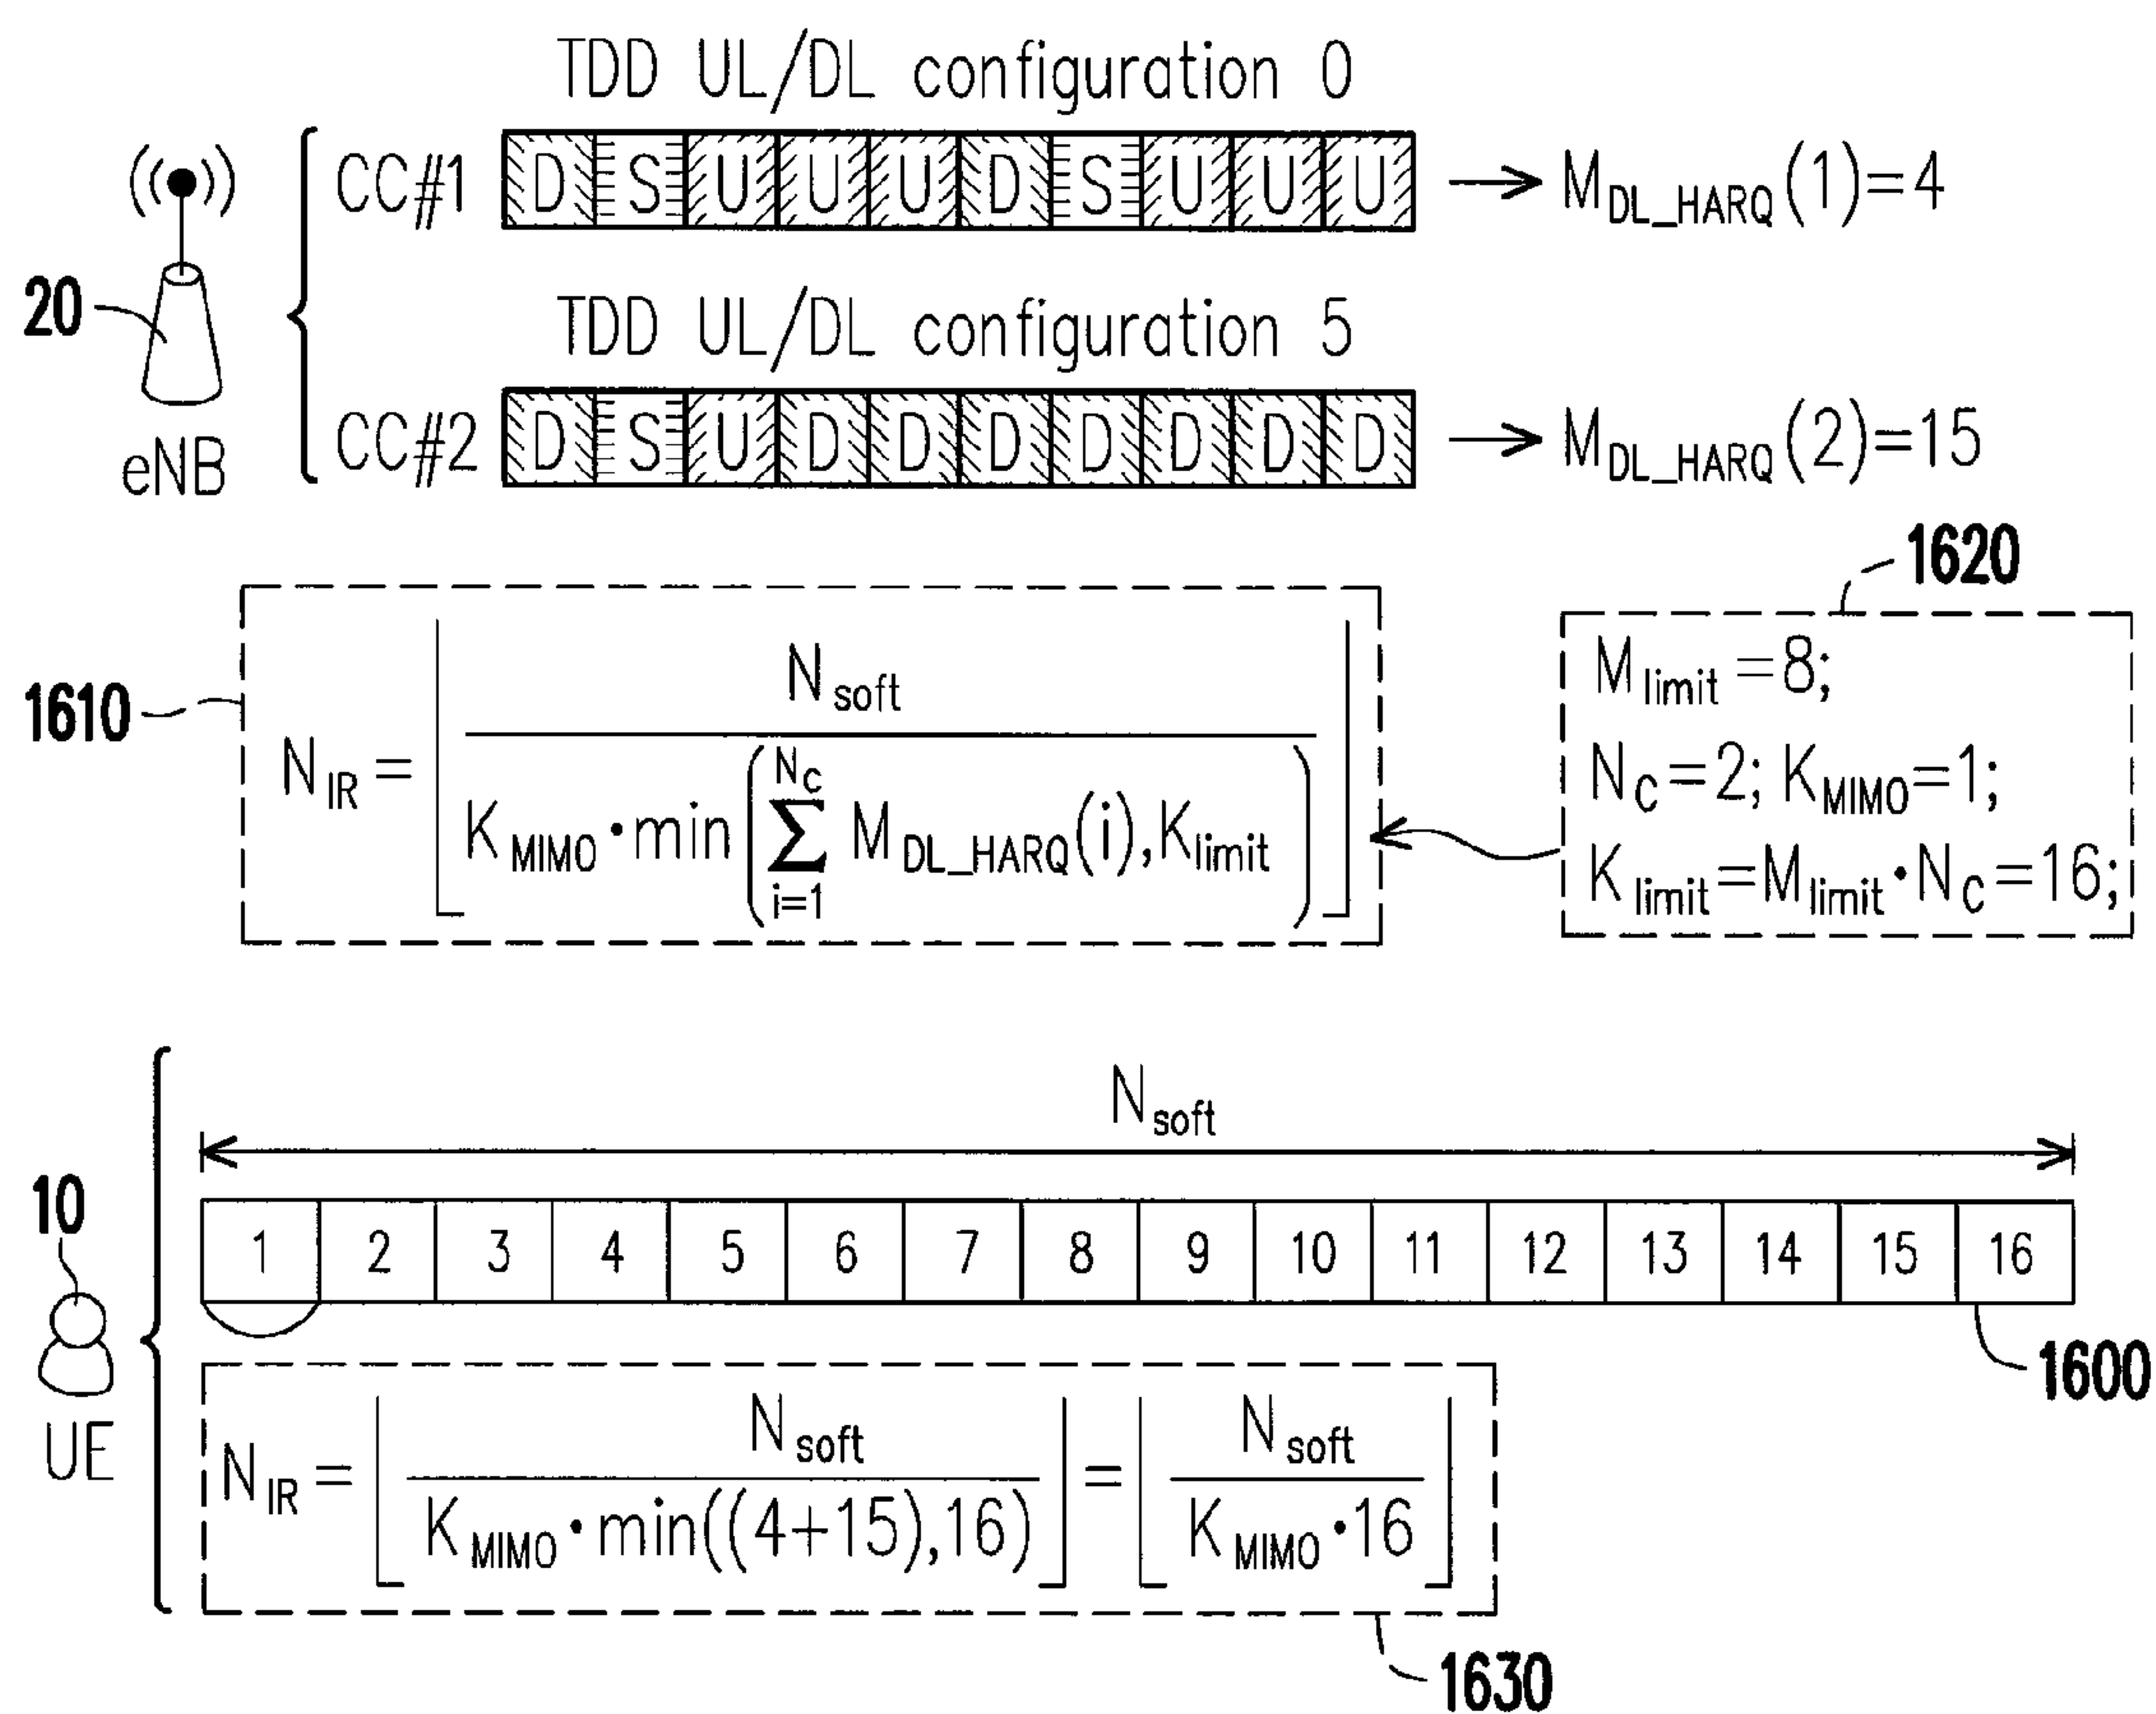 TDD UL/DL configuration 0
CC#1 D S U U U D S U U U → M_DL_HARQ(1)=4
20
TDD UL/DL configuration 5
CC#2 D S U D D D D D D D → M_DL_HARQ(2)=15
eNB
1620
1610
N_IR = ⌊ N_soft / ( K_MIMO • min ( Σ_{i=1}^{N_C} M_DL_HARQ(i), K_limit ) ) ⌋
M_limit =8;
N_C=2; K_MIMO=1;
K_limit=M_limit•N_C=16;
N_soft
10
1 2 3 4 5 6 7 8 9 10 11 12 13 14 15 16
1600
UE
N_IR = ⌊ N_soft / ( K_MIMO • min((4+15),16) ) ⌋ = ⌊ N_soft / ( K_MIMO • 16 ) ⌋
1630